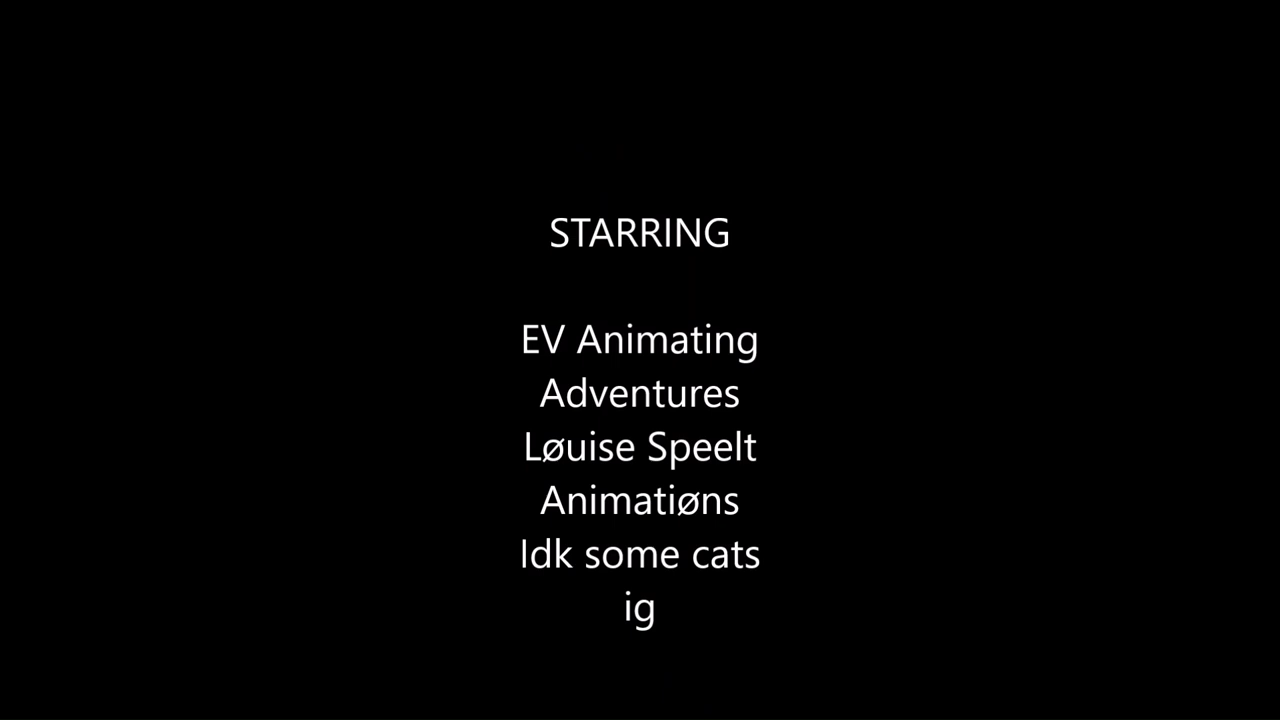 STARRING
EV Animating
Adventures
Løuise Speelt
Animatiøns
Idk some cats
ig